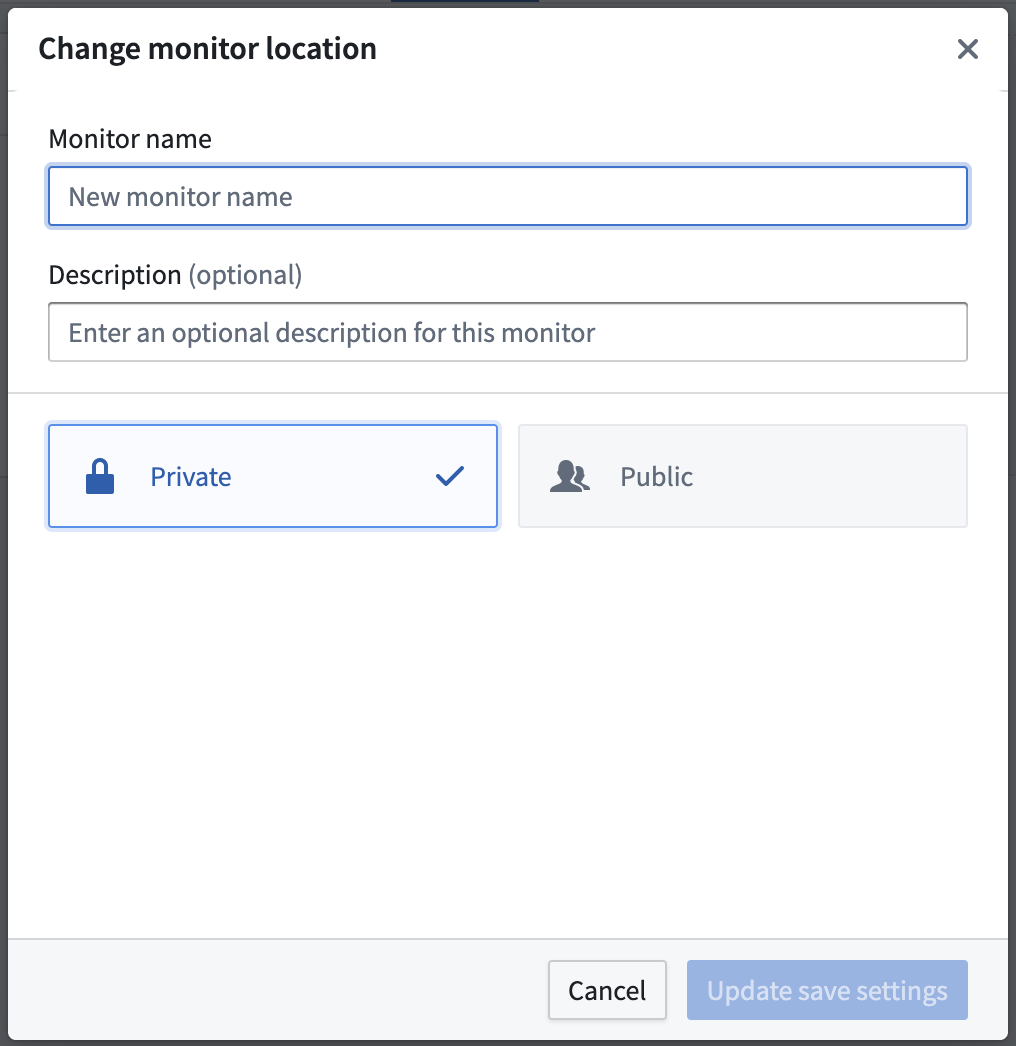 Change monitor location
Monitor name
New monitor name
Description (optional)
Enter an optional description for this monitor
Private
Public
Cancel
Update save settings